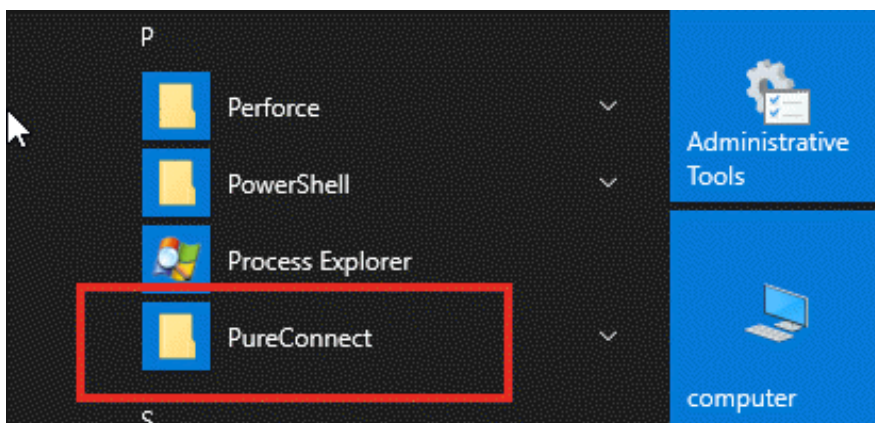 P
Perforce
PowerShell
Process Explorer
PureConnect
S
Administrative
Tools
computer